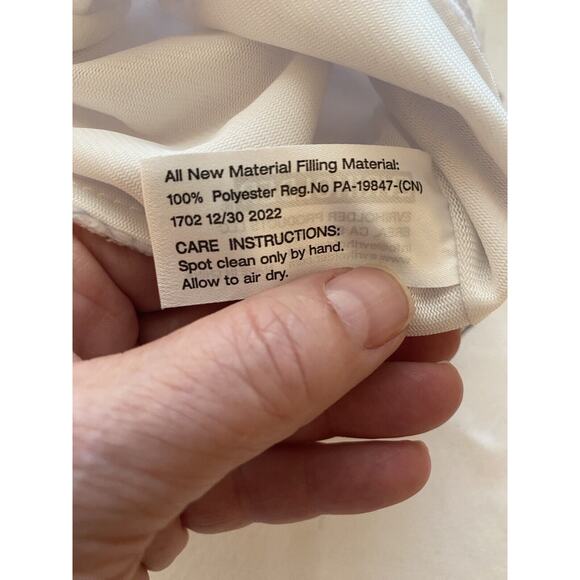 All New Material Filling Material:
100% Polyester Reg.No PA-19847-(CN)
1702 12/30 2022
CARE INSTRUCTIONS:
Spot clean only by hand.
Allow to air dry.